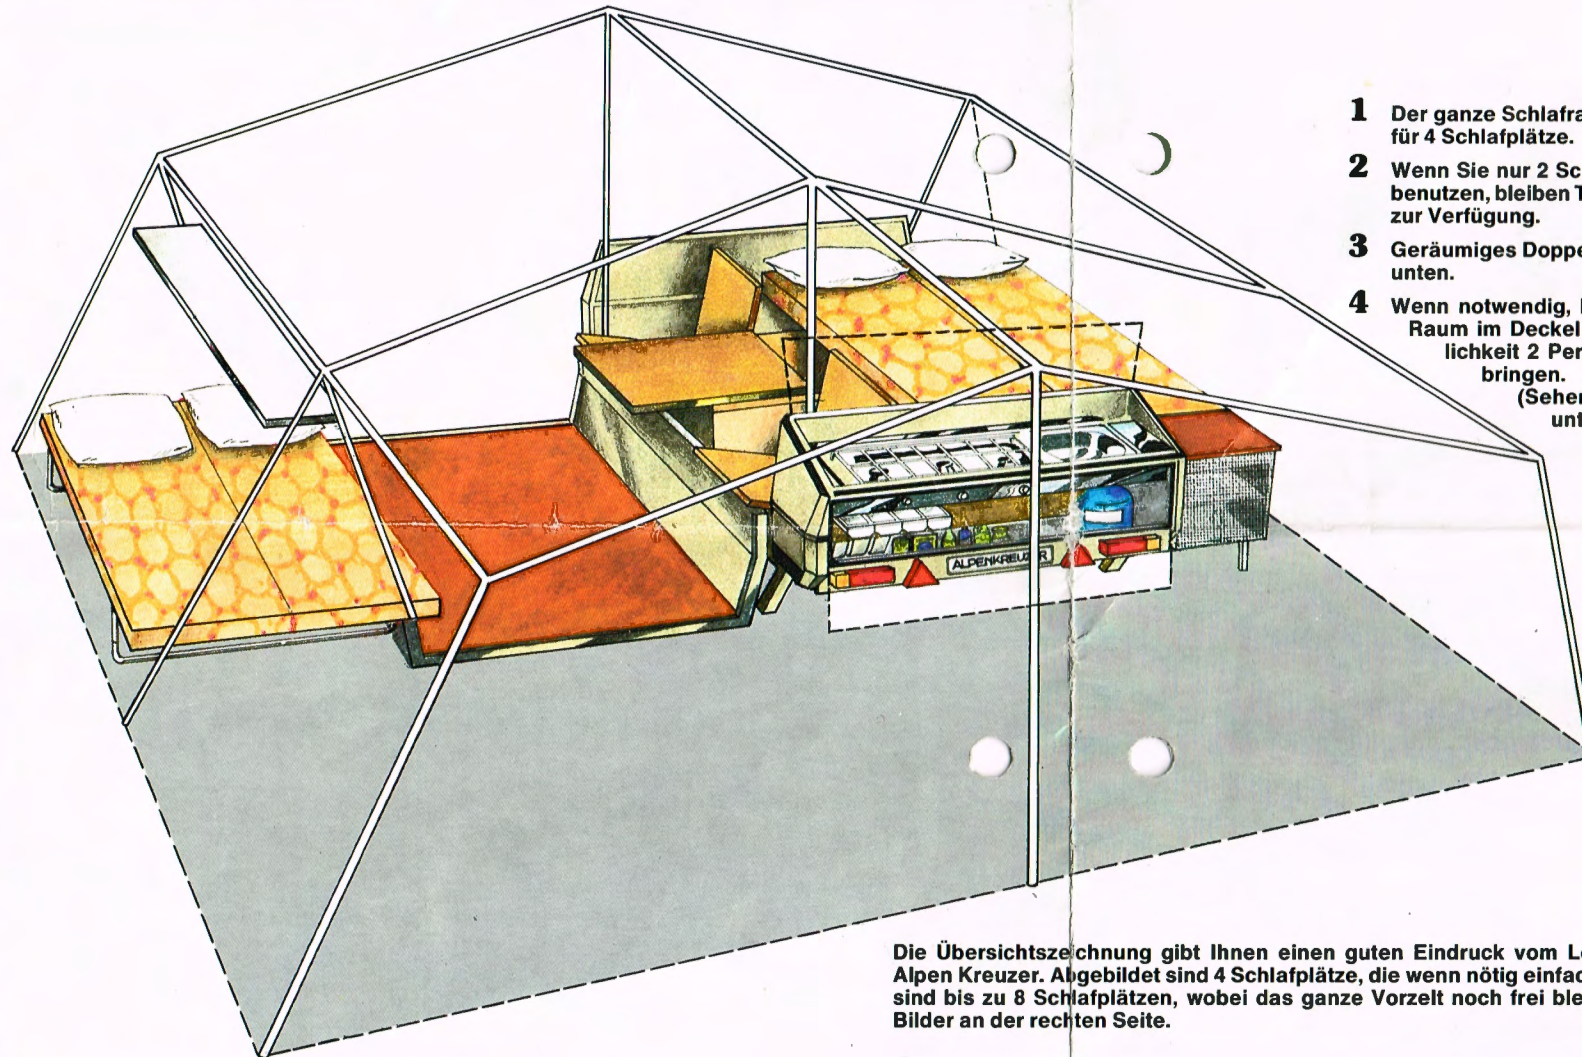 1 Der ganze Schlafra
für 4 Schlafplätze.
2 Wenn Sie nur 2 Sc
benutzen, bleiben T
zur Verfügung.
3 Geräumiges Doppe
unten.
4 Wenn notwendig,
Raum im Deckel
lichkeit 2 Per
bringen.
(Sehen
unt
ALPENKREUZER
Die Übersichtszeichnung gibt Ihnen einen guten Eindruck vom L
Alpen Kreuzer. Abgebildet sind 4 Schlafplätze, die wenn nötig einfac
sind bis zu 8 Schlafplätzen, wobei das ganze Vorzelt noch frei ble
Bilder an der rechten Seite.